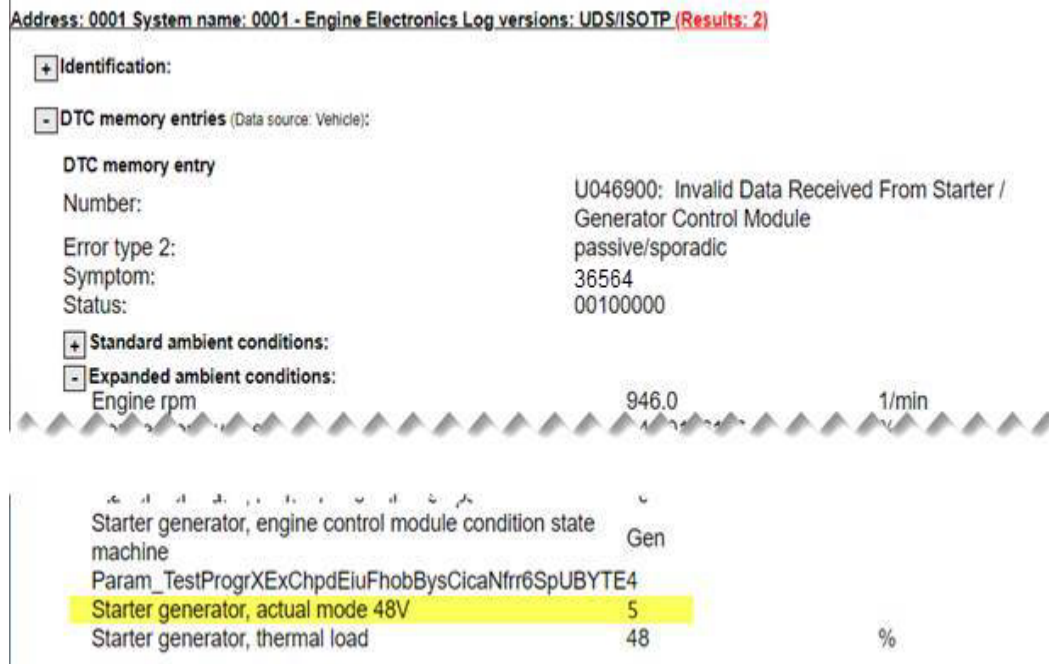 Address: 0001 System name: 0001 - Engine Electronics Log versions: UDS/ISOTP (Results: 2)
+ Identification:
- DTC memory entries (Data source: Vehicle):
DTC memory entry
Number: U046900: Invalid Data Received From Starter /
Generator Control Module
Error type 2: passive/sporadic
Symptom: 36564
Status: 00100000
+ Standard ambient conditions:
- Expanded ambient conditions:
Engine rpm 946.0 1/min
Starter generator, engine control module condition state
machine Gen
Param_TestProgrXExChpdEiuFhobBysCicaNfrr6SpUBYTE4
Starter generator, actual mode 48V 5
Starter generator, thermal load 48 %